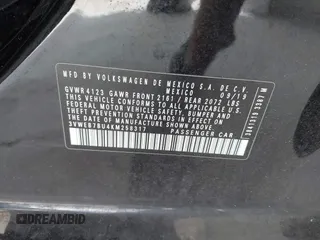 MFD. BY VOLKSWAGEN DE MEXICO S.A. DE C.V.
MEXICO 09/19
GVWR 4123 GAWR FRONT 2161 / REAR 2072 LBS
THIS VEHICLE CONFORMS TO ALL APPLICABLE
FEDERAL MOTOR VEHICLE SAFETY, BUMPER AND
THEFT PREVENTION STANDARDS IN EFFECT ON
THE DATE OF MANUFACTURE SHOWN ABOVE.
3VWEB7BU4KM258317
PASSENGER CAR
DREAMBID